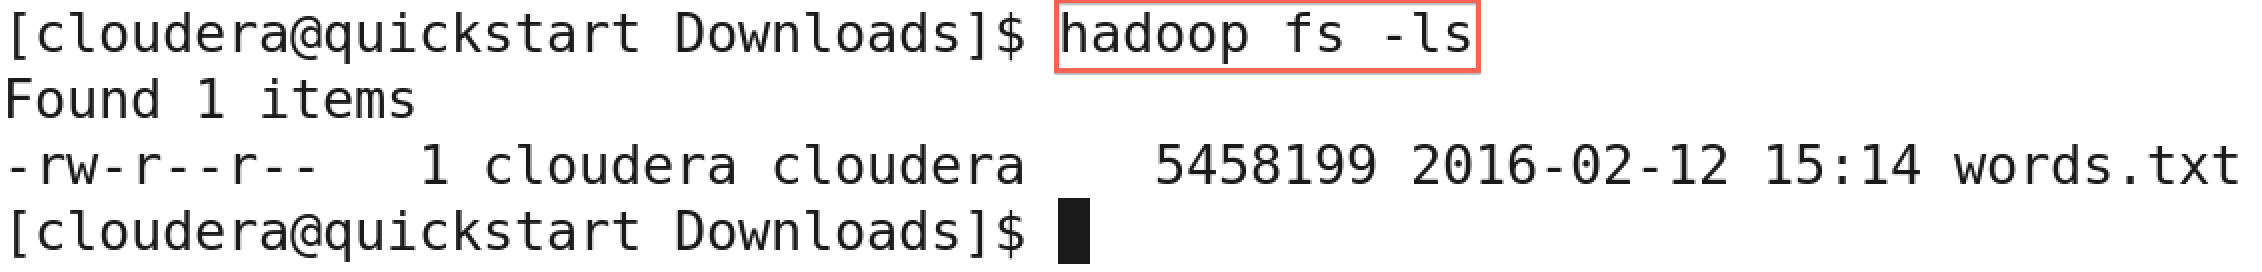 [cloudera@quickstart Downloads]$ hadoop fs -ls
Found 1 items
-rw-r--r--   1 cloudera cloudera    5458199 2016-02-12 15:14 words.txt
[cloudera@quickstart Downloads]$